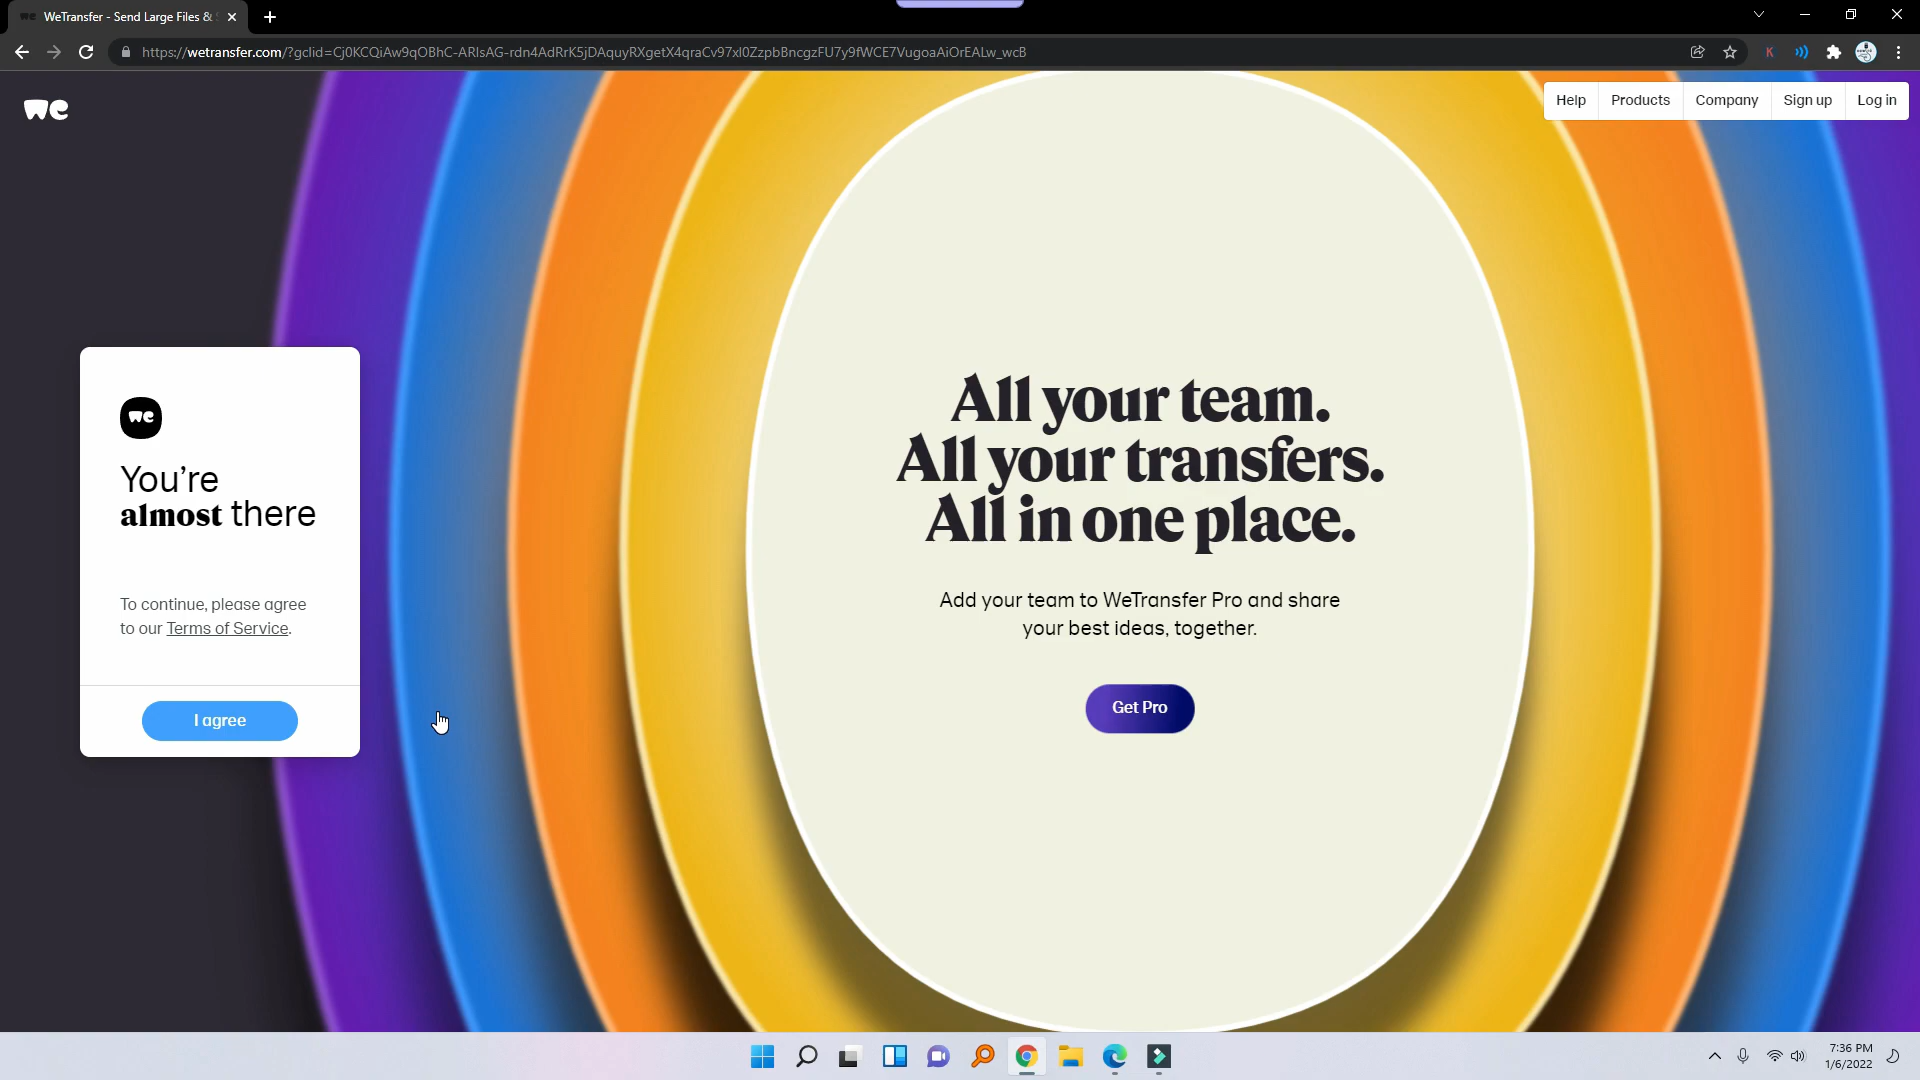 WeTransfer - Send Large Files &
https://wetransfer.com/?gclid=Cj0KCQiAw9qOBhC-ARIsAG-rdn4AdRrK5jDAquyRXgetX4qraCv97xl0ZzpbBncgzFU7y9fWCE7VugoaAiOrEALw_wcB
K
we
Help
Products
Company
Sign up
Log in
we
You're
almost there
To continue, please agree
to our Terms of Service.
I agree
All your team.
All your transfers.
All in one place.
Add your team to WeTransfer Pro and share
your best ideas, together.
Get Pro
7:36 PM
1/6/2022